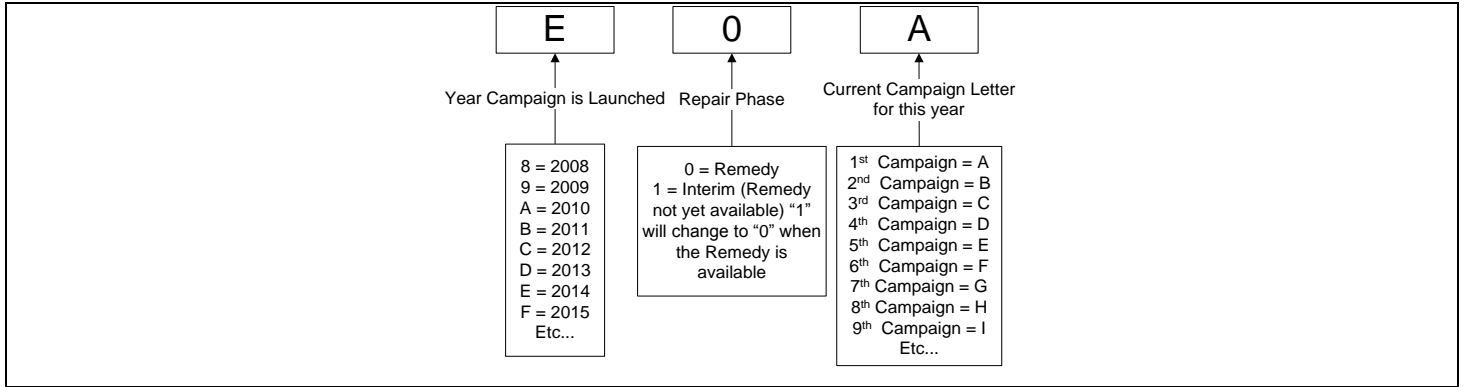 E
0
A
Year Campaign is Launched
Repair Phase
Current Campaign Letter
for this year
8 = 2008
9 = 2009
A = 2010
B = 2011
C = 2012
D = 2013
E = 2014
F = 2015
Etc...
0 = Remedy
1 = Interim (Remedy
not yet available) “1”
will change to “0” when
the Remedy is
available
1st Campaign = A
2nd Campaign = B
3rd Campaign = C
4th Campaign = D
5th Campaign = E
6th Campaign = F
7th Campaign = G
8th Campaign = H
9th Campaign = I
Etc...